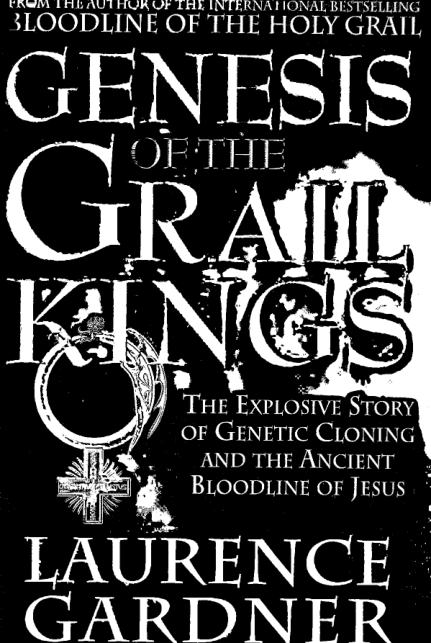 FROM THE AUTHOR OF THE INTERNATIONAL BESTSELLING
BLOODLINE OF THE HOLY GRAIL
GENESIS
OF THE
GRAIL
KINGS
THE EXPLOSIVE STORY
OF GENETIC CLONING
AND THE ANCIENT
BLOODLINE OF JESUS
LAURENCE
GARDNER